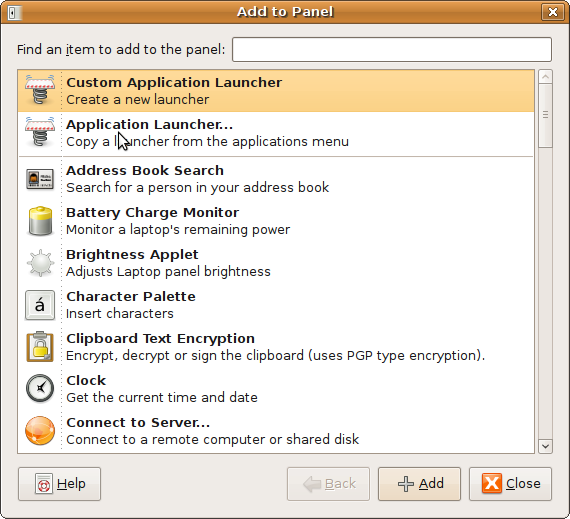 Add to Panel
Find an item to add to the panel:
Custom Application Launcher
Create a new launcher
Application Launcher...
Copy a launcher from the applications menu
Address Book Search
Search for a person in your address book
Battery Charge Monitor
Monitor a laptop's remaining power
Brightness Applet
Adjusts Laptop panel brightness
Character Palette
á
Insert characters
Clipboard Text Encryption
Encrypt, decrypt or sign the clipboard (uses PGP type encryption).
Clock
Get the current time and date
Connect to Server...
Connect to a remote computer or shared disk
Help Back Add Close